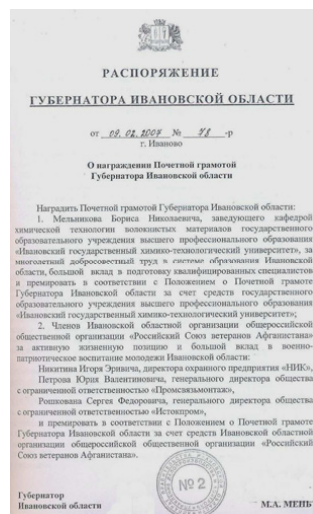 РАСПОРЯЖЕНИЕ
ГУБЕРНАТОРА ИВАНОВСКОЙ ОБЛАСТИ
от 09.02.2007 № 78 -р
г. Иваново
О награждении Почетной грамотой
Губернатора Ивановской области
Наградить Почетной грамотой Губернатора Ивановской области:
1. Мельникова Бориса Николаевича, заведующего кафедрой
химической технологии волокнистых материалов государственного
образовательного учреждения высшего профессионального образования
«Ивановский государственный химико-технологический университет», за
многолетний добросовестный труд в системе образования Ивановской
области, большой вклад в подготовку квалифицированных специалистов
и премировать в соответствии с Положением о Почетной грамоте
Губернатора Ивановской области за счет средств государственного
образовательного учреждения высшего профессионального образования
«Ивановский государственный химико-технологический университет»;
2. Членов Ивановской областной организации общероссийской
общественной организации «Российский Союз ветеранов Афганистана»
за активную жизненную позицию и большой вклад в военно-
патриотическое воспитание молодежи Ивановской области:
Никитина Игоря Эрвича, директора охранного предприятия «НИК»,
Петрова Юрия Валентиновича, генерального директора общества
с ограниченной ответственностью «Промсвязьмонтаж»,
Рошкована Сергея Федоровича, генерального директора общества
с ограниченной ответственностью «Истокпром»,
и премировать в соответствии с Положением о Почетной грамоте
Губернатора Ивановской области за счет средств Ивановской областной
организации общероссийской общественной организации «Российский
Союз ветеранов Афганистана».
Губернатор
Ивановской области М.А. МЕНЬ
№ 2